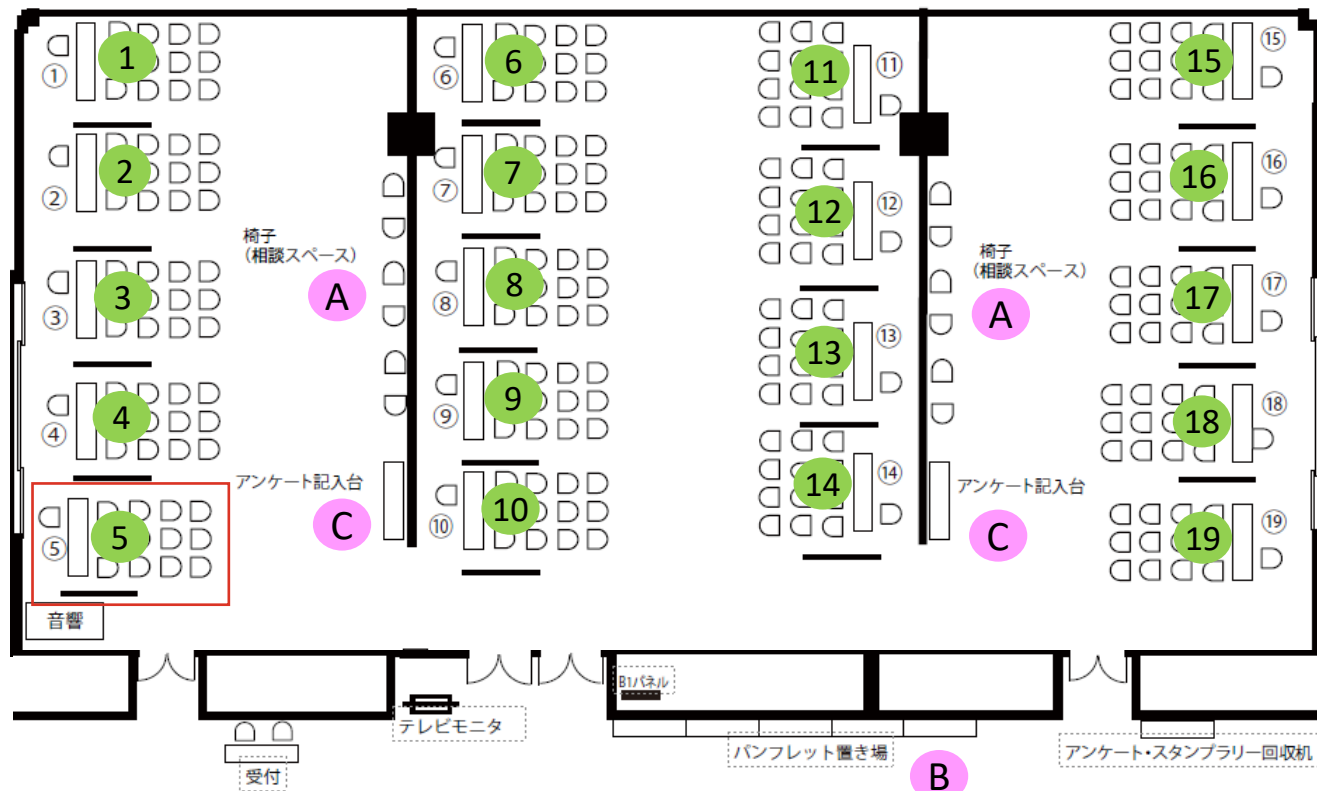 1
①
6
⑥
11
⑪
15
⑮
2
②
7
⑦
12
⑫
16
⑯
椅子
(相談スペース)
A
3
③
8
⑧
13
⑬
椅子
(相談スペース)
A
17
⑰
4
④
9
⑨
14
⑭
18
⑱
アンケート記入台
C
5
⑤
10
⑩
アンケート記入台
C
19
⑲
音響
B1パネル
テレビモニタ
受付
パンフレット置き場
B
アンケート・スタンプラリー回収机